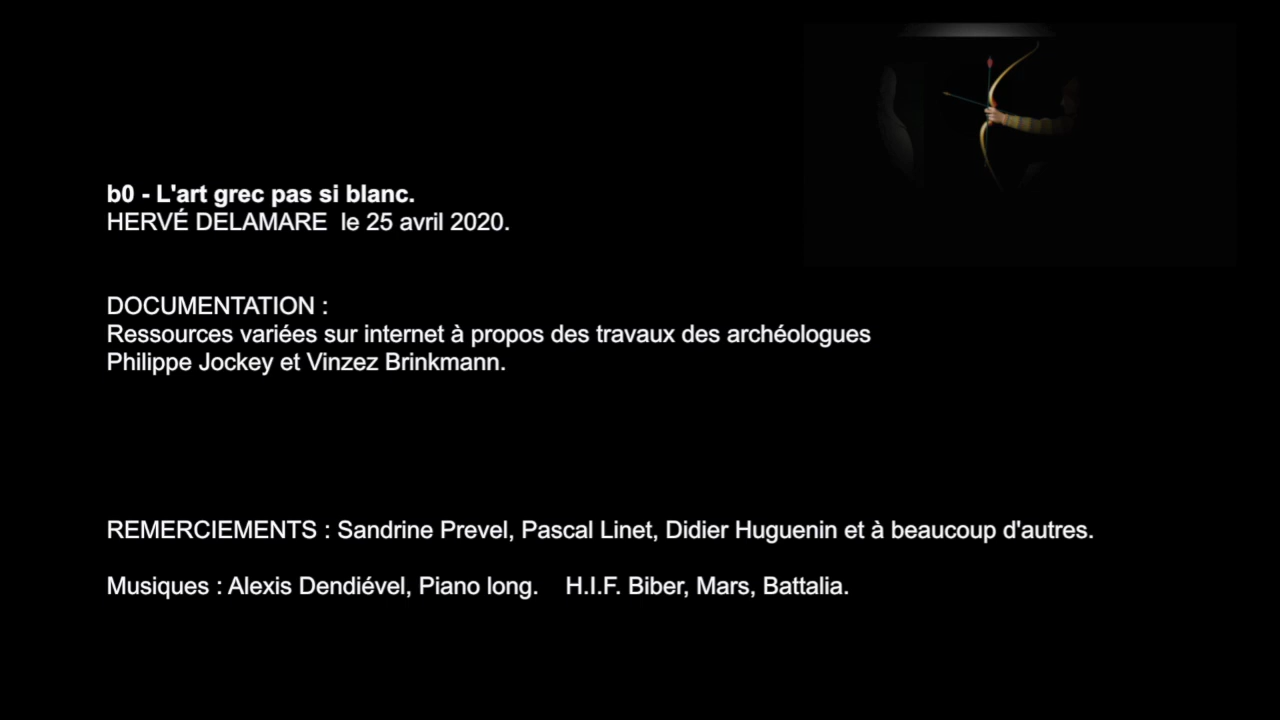 b0 - L'art grec pas si blanc.
HERVÉ DELAMARE  le 25 avril 2020.
DOCUMENTATION :
Ressources variées sur internet à propos des travaux des archéologues
Philippe Jockey et Vinzez Brinkmann.
REMERCIEMENTS : Sandrine Prevel, Pascal Linet, Didier Huguenin et à beaucoup d'autres.
Musiques : Alexis Dendiével, Piano long.    H.I.F. Biber, Mars, Battalia.